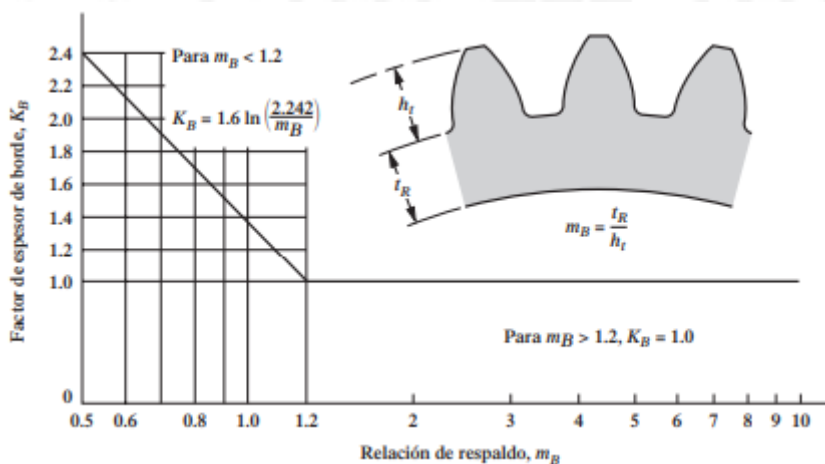 Factor de espesor de borde, K_B
2.4
2.2
2.0
1.8
1.6
1.4
1.2
1.0
0
Para m_B < 1.2
K_B = 1.6 ln(2.242/m_B)
h_t
t_R
m_B = t_R/h_t
Para m_B > 1.2, K_B = 1.0
0.5 0.6 0.8 1.0 1.2 2 3 4 5 6 7 8 9 10
Relación de respaldo, m_B